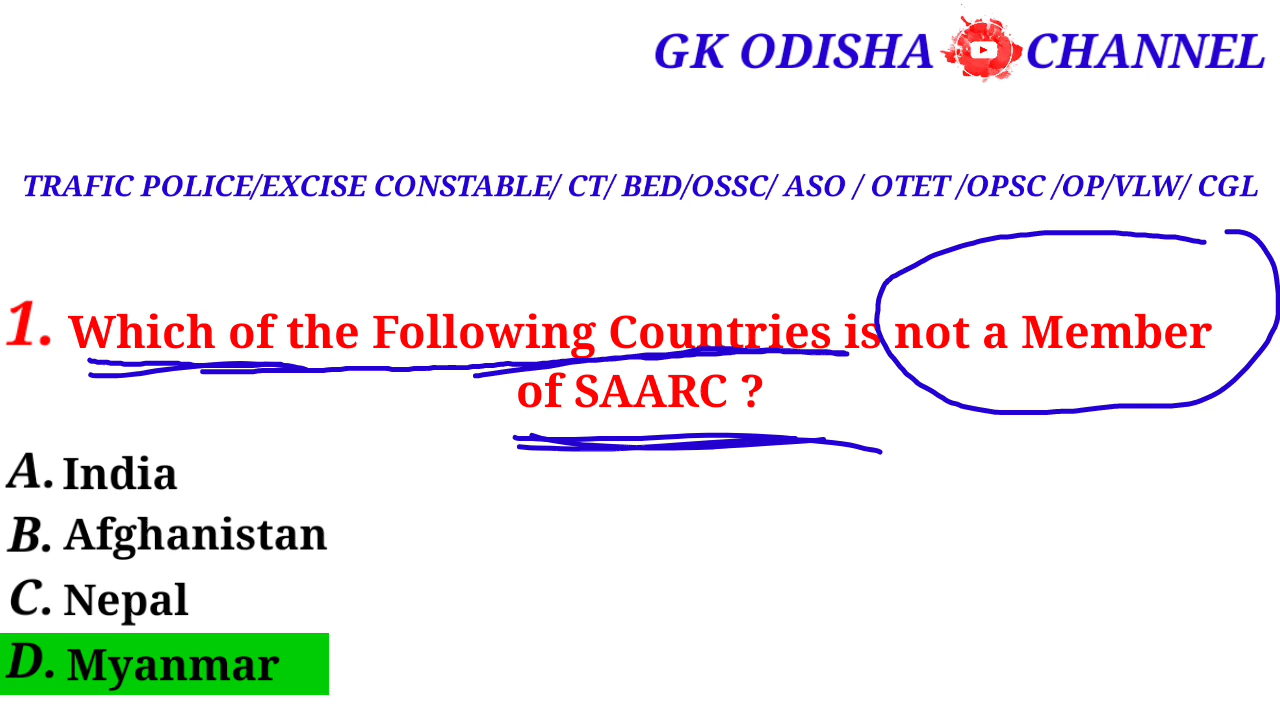 GK ODISHA CHANNEL
TRAFIC POLICE/EXCISE CONSTABLE/ CT/ BED/OSSC/ ASO / OTET /OPSC /OP/VLW/ CGL
1. Which of the Following Countries is not a Member
of SAARC ?
A. India
B. Afghanistan
C. Nepal
D. Myanmar